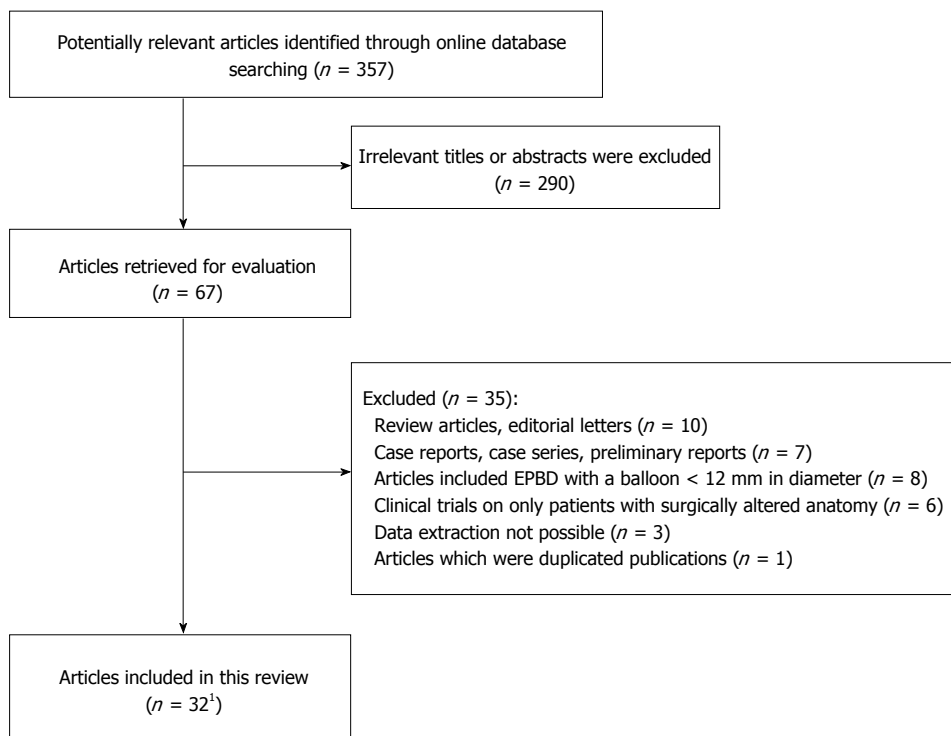 Potentially relevant articles identified through online database
searching (n = 357)
Irrelevant titles or abstracts were excluded
(n = 290)
Articles retrieved for evaluation
(n = 67)
Excluded (n = 35):
Review articles, editorial letters (n = 10)
Case reports, case series, preliminary reports (n = 7)
Articles included EPBD with a balloon < 12 mm in diameter (n = 8)
Clinical trials on only patients with surgically altered anatomy (n = 6)
Data extraction not possible (n = 3)
Articles which were duplicated publications (n = 1)
Articles included in this review
(n = 32¹)